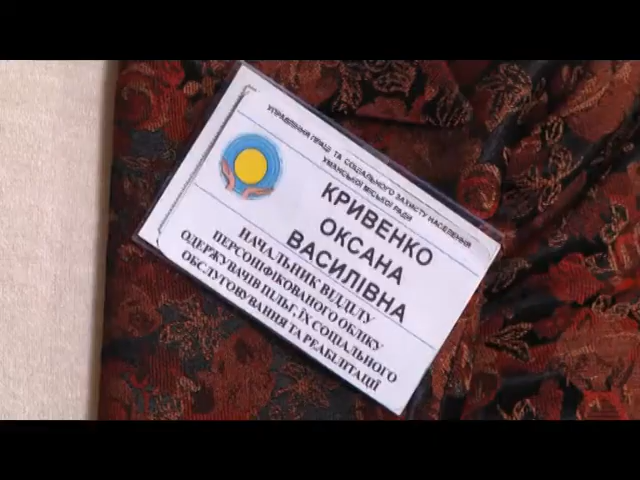 УПРАВЛІННЯ ПРАЦІ ТА СОЦІАЛЬНОГО ЗАХИСТУ НАСЕЛЕННЯ
УМАНСЬКОЇ МІСЬКОЇ РАДИ
КРИВЕНКО
ОКСАНА
ВАСИЛІВНА
НАЧАЛЬНИК ВІДДІЛУ
ПЕРСОНІФІКОВАНОГО ОБЛІКУ
ОДЕРЖУВАЧІВ ПІЛЬГ, ЇХ СОЦІАЛЬНОГО
ОБСЛУГОВУВАННЯ ТА РЕАБІЛІТАЦІЇ